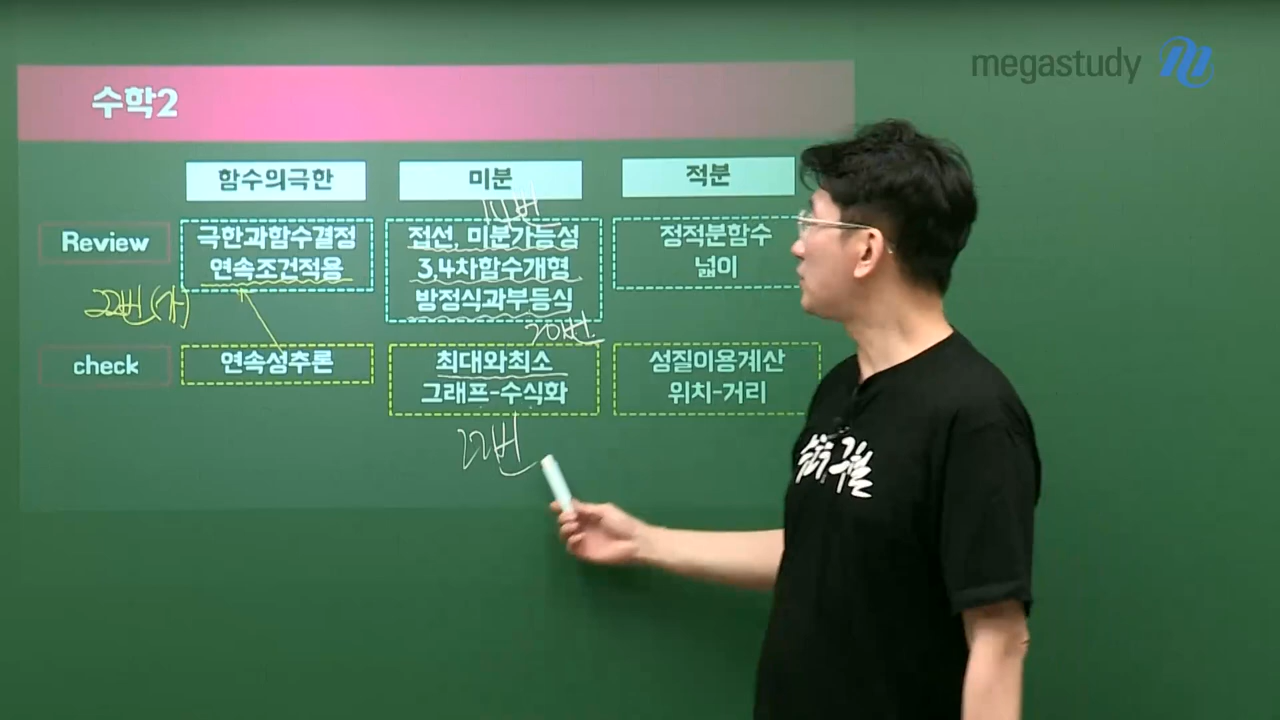 megastudy
수학2
함수의극한
미분
적분
Review
극한과함수결정
연속조건적용
접선, 미분가능성
3,4차함수개형
방정식과부등식
정적분함수
넓이
22번 (가)
20번
check
연속성추론
최대와최소
그래프-수식화
성질이용계산
위치-거리
22번